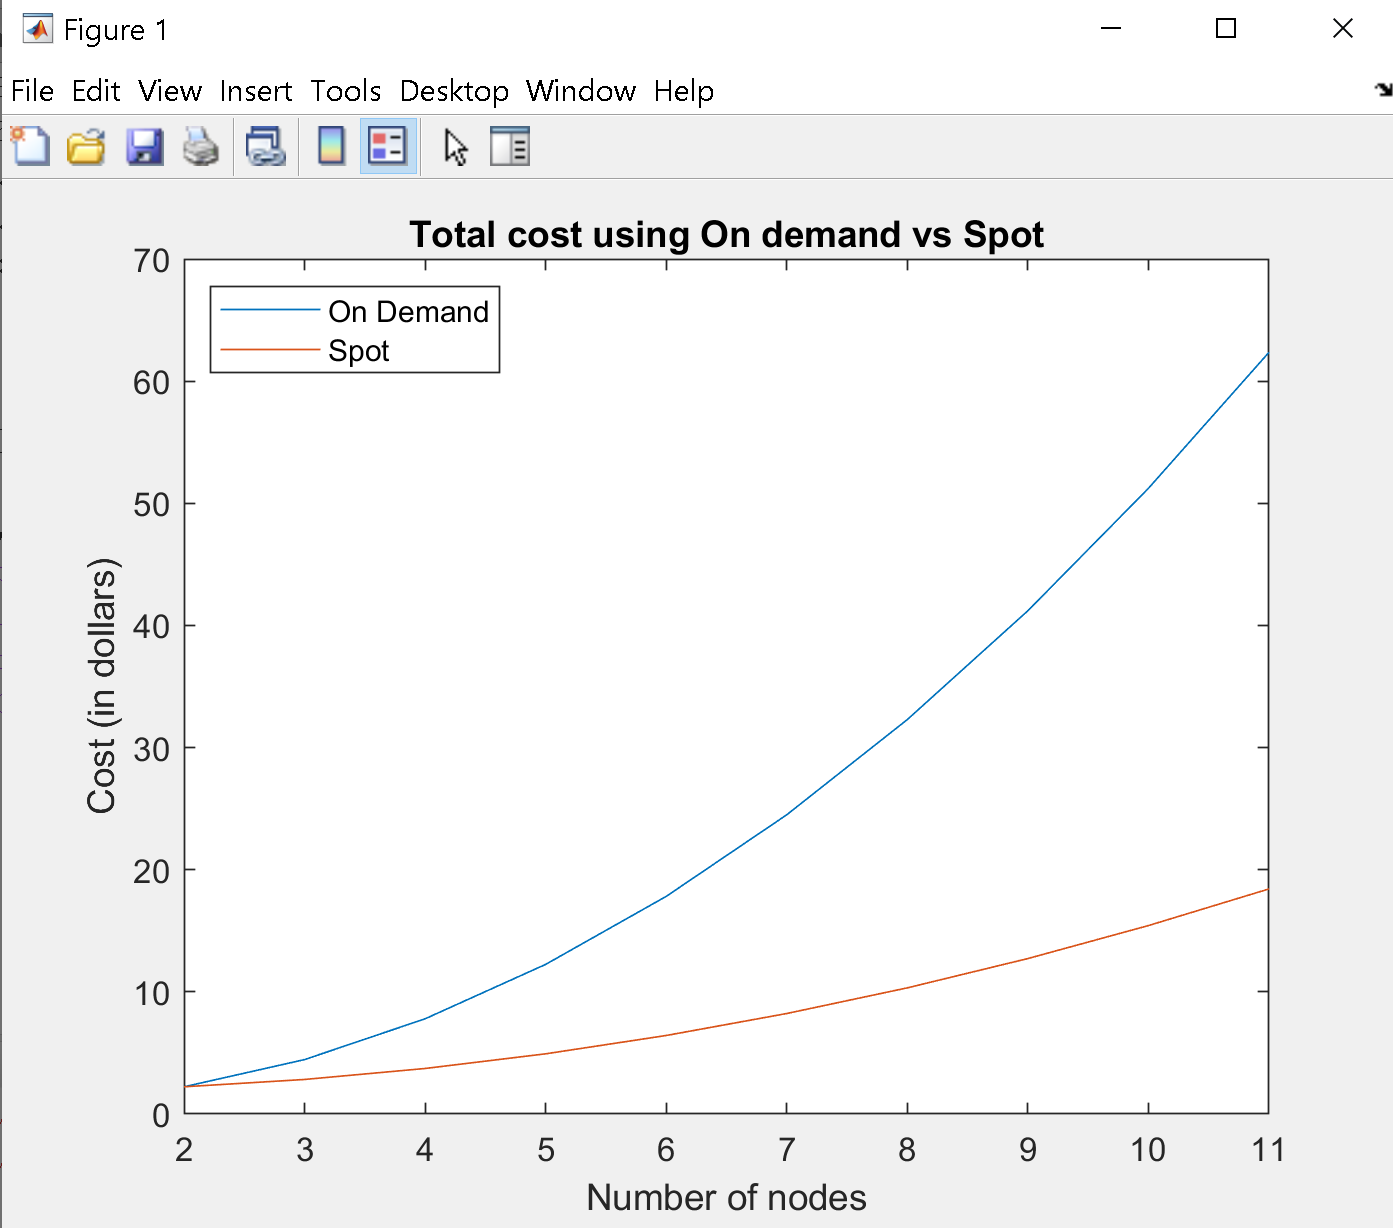 Figure 1
File Edit View Insert Tools Desktop Window Help
Total cost using On demand vs Spot
70
60
50
40
30
20
10
0
On Demand
Spot
Cost (in dollars)
2 3 4 5 6 7 8 9 10 11
Number of nodes